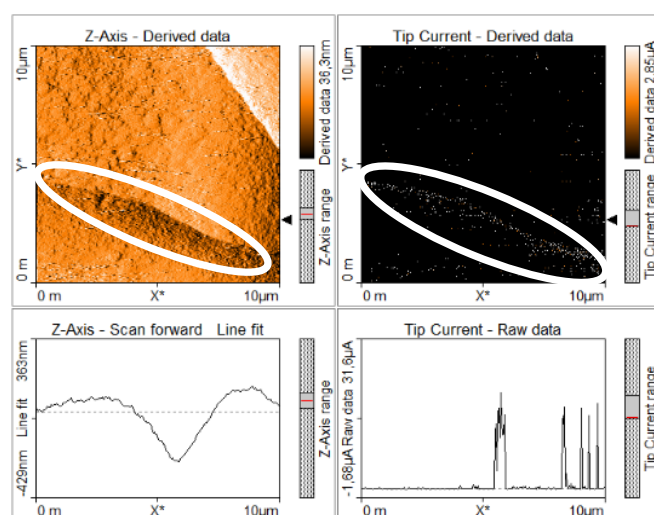 Z-Axis - Derived data
10µm
Y*
0 m
0 m
X*
10µm
Derived data 36,3nm
Z-Axis range
Tip Current - Derived data
10µm
Y*
0 m
0 m
X*
10µm
Derived data 2.85µA
Tip Current range
Z-Axis - Scan forward Line fit
363nm
Line fit
-429nm
0 m
X*
10µm
Z-Axis range
Tip Current - Raw data
-1,68µA Raw data 31,6µA
0 m
X*
10µm
Tip Current range